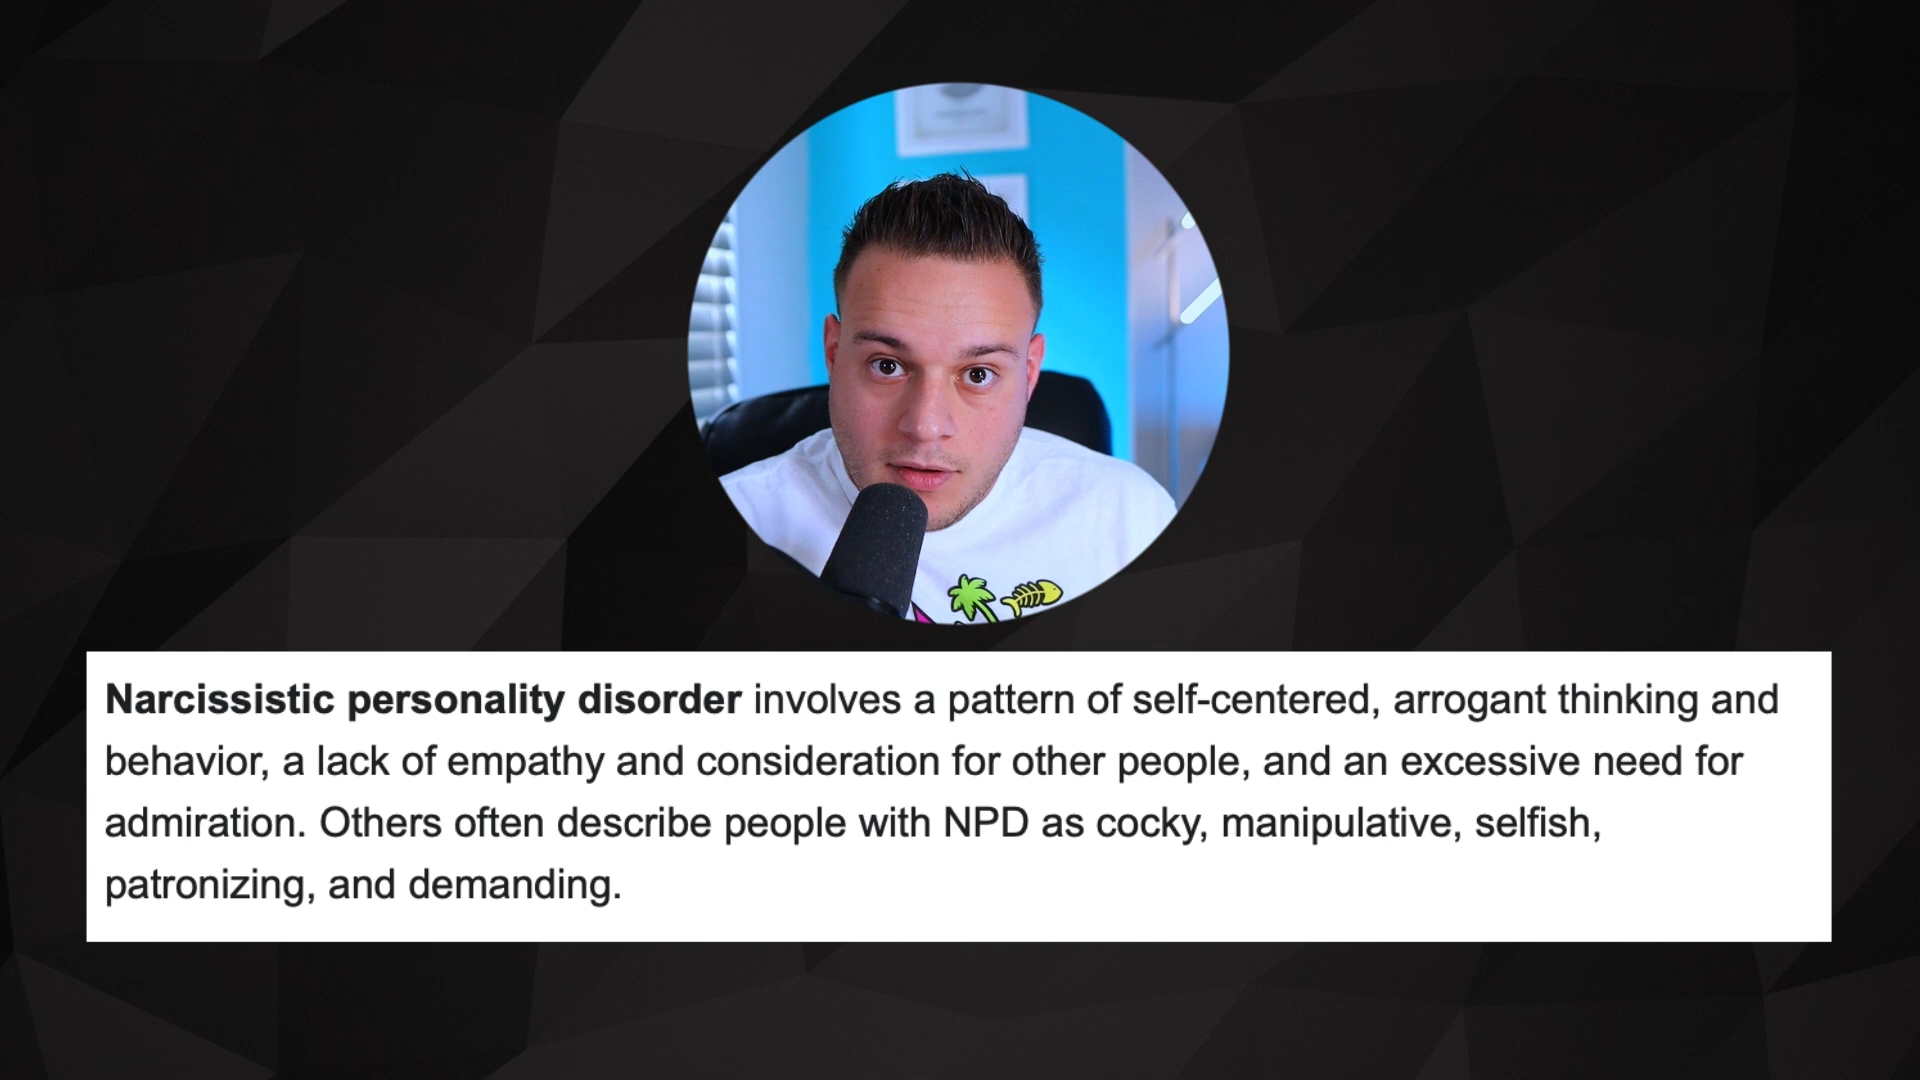 Narcissistic personality disorder involves a pattern of self-centered, arrogant thinking and
behavior, a lack of empathy and consideration for other people, and an excessive need for
admiration. Others often describe people with NPD as cocky, manipulative, selfish,
patronizing, and demanding.